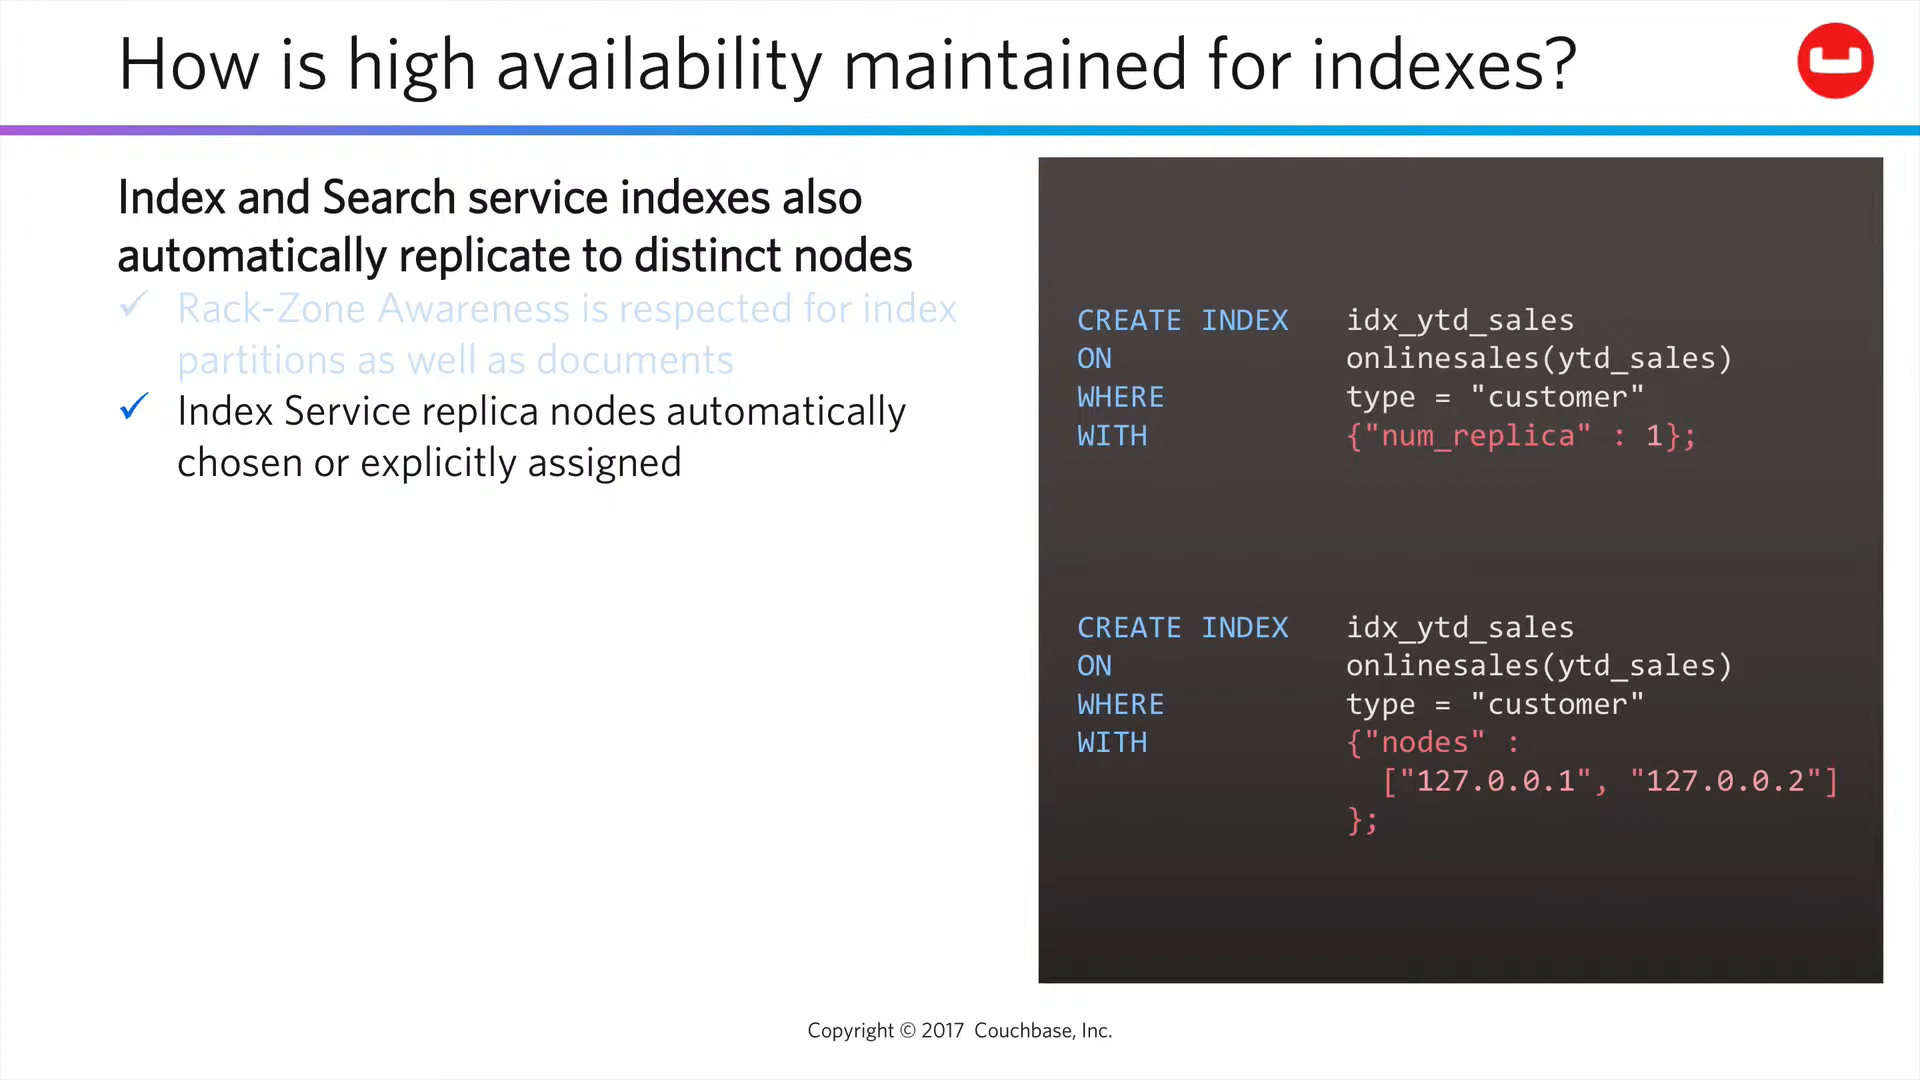 How is high availability maintained for indexes?
Index and Search service indexes also
automatically replicate to distinct nodes
✓ Rack-Zone Awareness is respected for index
partitions as well as documents
✓ Index Service replica nodes automatically
chosen or explicitly assigned
CREATE INDEX idx_ytd_sales
ON onlinesales(ytd_sales)
WHERE type = "customer"
WITH {"num_replica" : 1};
CREATE INDEX idx_ytd_sales
ON onlinesales(ytd_sales)
WHERE type = "customer"
WITH {"nodes" :
["127.0.0.1", "127.0.0.2"]
};
Copyright © 2017 Couchbase, Inc.